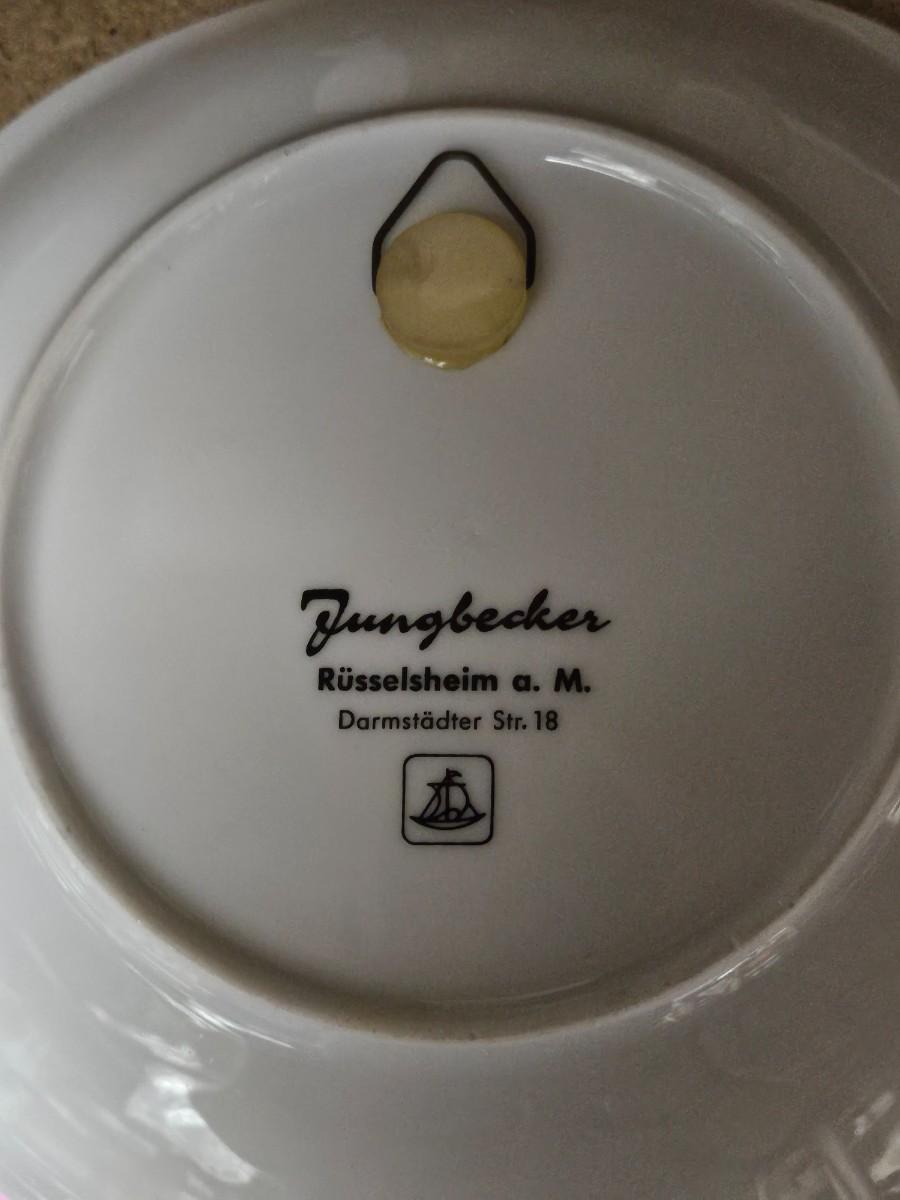 Jungbecker
Rüsselsheim a. M.
Darmstädter Str. 18